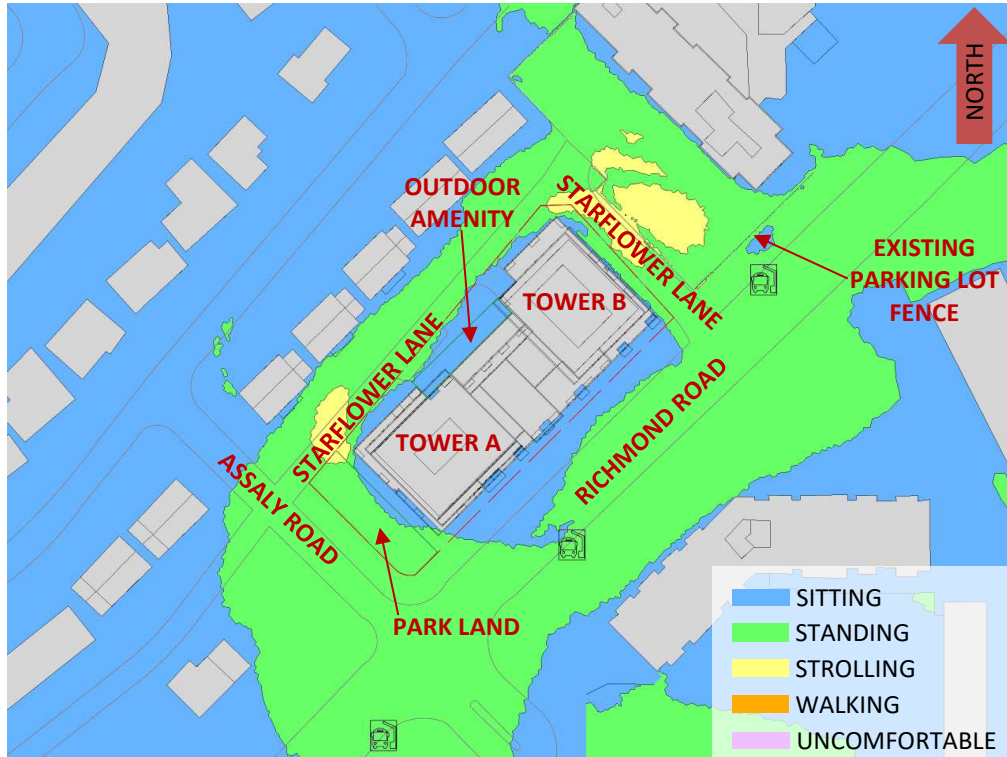 NORTH
OUTDOOR
AMENITY
STARFLOWER LANE
EXISTING
PARKING LOT
FENCE
TOWER B
STARFLOWER LANE
TOWER A
RICHMOND ROAD
ASSALY ROAD
PARK LAND
SITTING
STANDING
STROLLING
WALKING
UNCOMFORTABLE